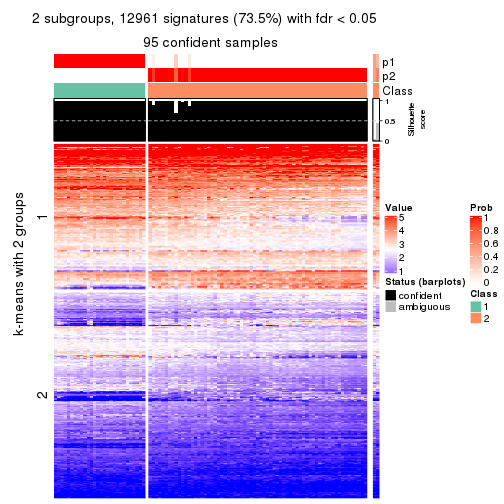 2 subgroups, 12961 signatures (73.5%) with fdr < 0.05
95 confident samples
p1
p2
Class
1
0.5
0
Silhouette
score
k-means with 2 groups
1
2
Value
5
4
3
2
1
Status (barplots)
confident
ambiguous
Prob
1
0.8
0.6
0.4
0.2
0
Class
1
2